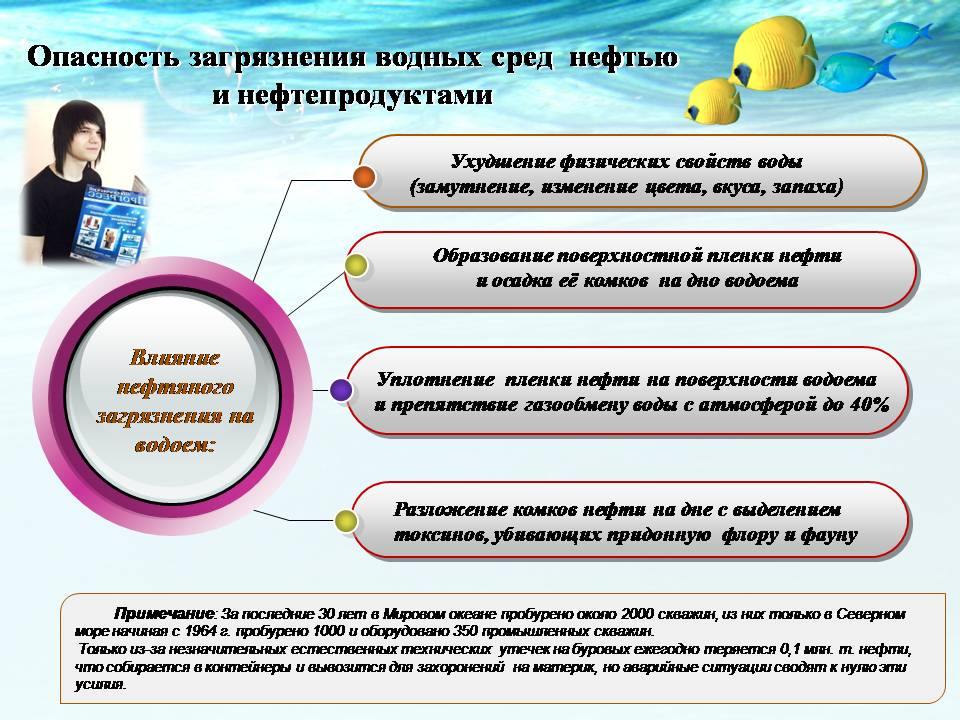 Опасность загрязнения водных сред нефтью
и нефтепродуктами
Прогресс
Ухудшение физических свойств воды
(замутнение, изменение цвета, вкуса, запаха)
Образование поверхностной пленки нефти
и осадка её комков на дно водоема
Влияние
нефтяного
загрязнения на
водоем:
Уплотнение пленки нефти на поверхности водоема
и препятствие газообмену воды с атмосферой до 40%
Разложение комков нефти на дне с выделением
токсинов, убивающих придонную флору и фауну
Примечание: За последние 30 лет в Мировом океане пробурено около 2000 скважин, из них только в Северном
море начиная с 1964 г. пробурено 1000 и оборудовано 350 промышленных скважин.
Только из-за незначительных естественных технических утечек на буровых ежегодно теряется 0,1 млн. т. нефти,
что собирается в контейнеры и вывозится для захоронений на материк, но аварийные ситуации сводят к нулю эти
усилия.